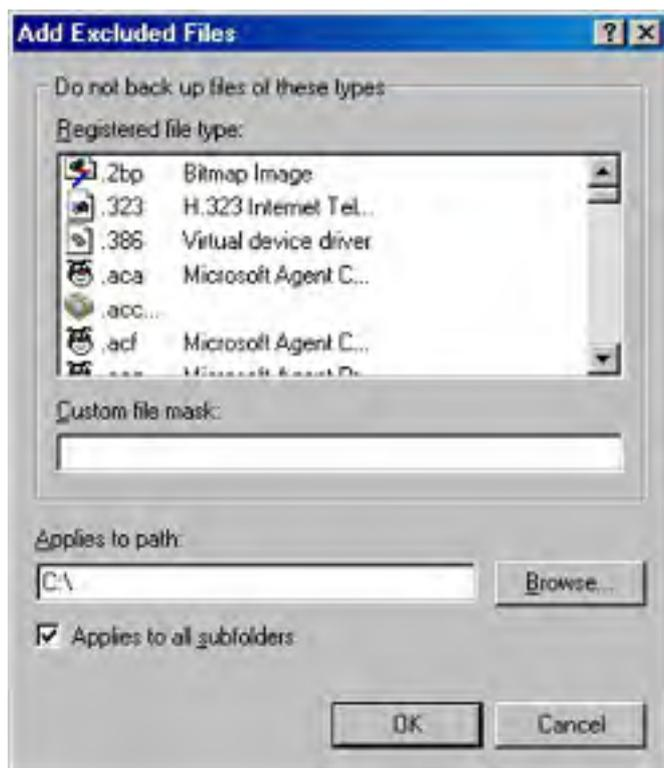 Add Excluded Files
Do not back up files of these types
Registered file type:
.2bp Bitmap Image
.323 H.323 Internet Tel...
.386 Virtual device driver
.aca Microsoft Agent C...
.acc...
.acf Microsoft Agent C...
Custom file mask:
Applies to path:
C:\
Browse...
Applies to all subfolders
OK
Cancel